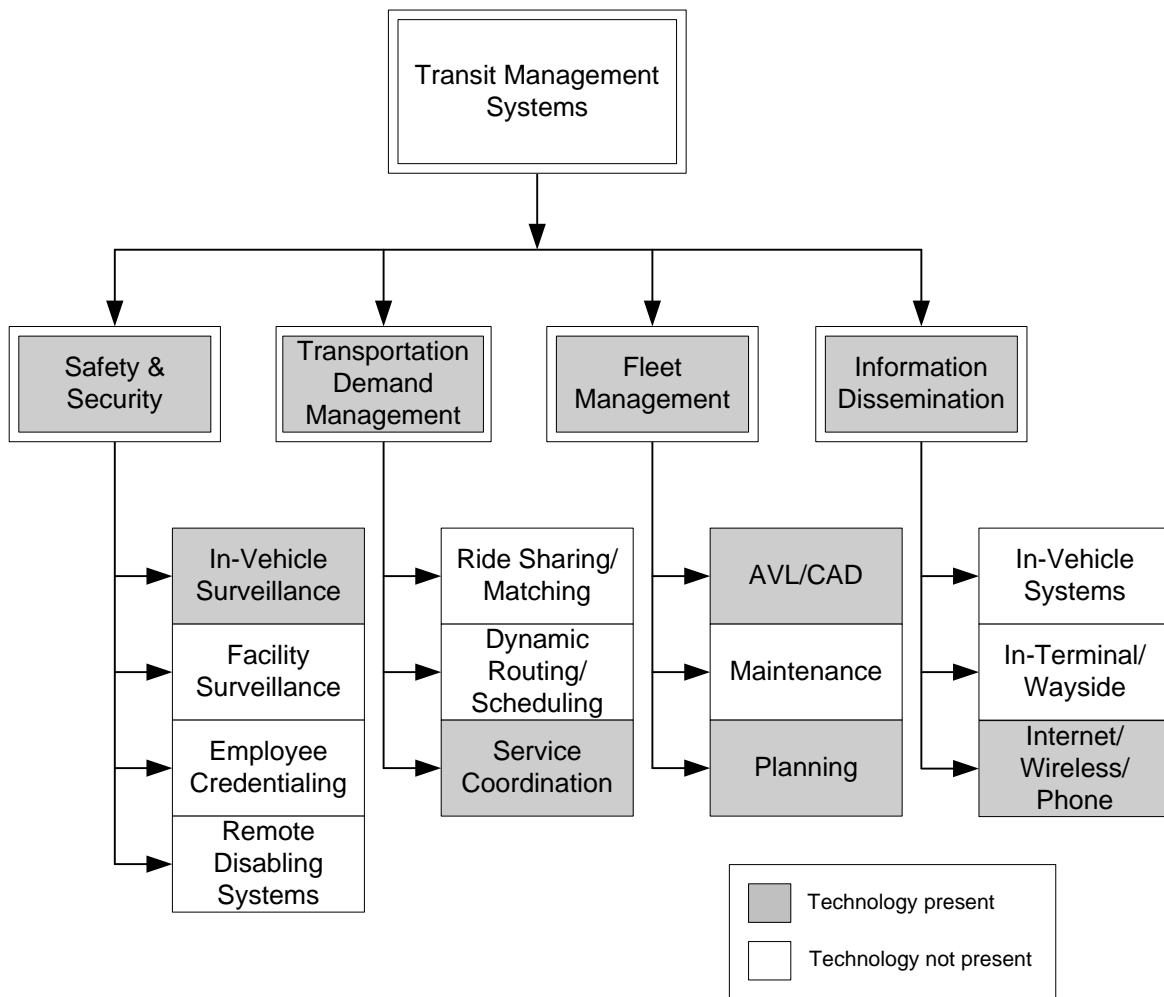 Transit Management
Systems
Safety &
Security
Transportation
Demand
Management
Fleet
Management
Information
Dissemination
In-Vehicle
Surveillance
Facility
Surveillance
Employee
Credentialing
Remote
Disabling
Systems
Ride Sharing/
Matching
Dynamic
Routing/
Scheduling
Service
Coordination
AVL/CAD
Maintenance
Planning
In-Vehicle
Systems
In-Terminal/
Wayside
Internet/
Wireless/
Phone
Technology present
Technology not present